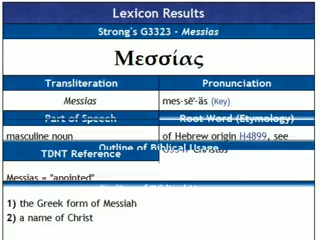 Lexicon Results
Strong's G3323 - Messias
Μεσσίας
Transliteration Pronunciation
Messias mes-sē'-äs (Key)
Part of Speech Root Word (Etymology)
masculine noun of Hebrew origin H4899, see
Outline of Biblical Usage
TDNT Reference
Messias = "anointed"
1) the Greek form of Messiah
2) a name of Christ